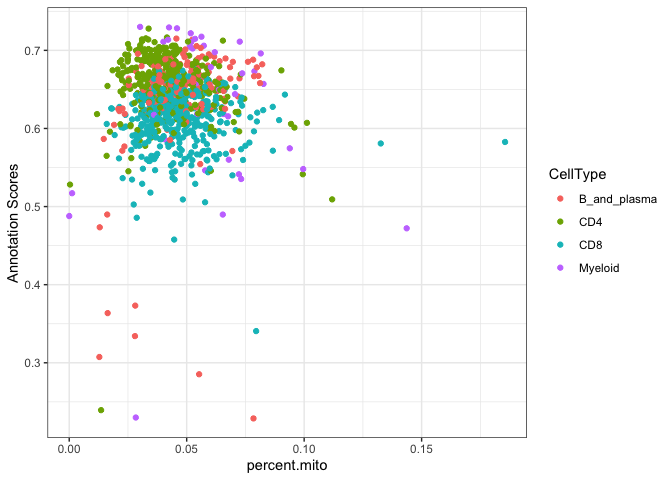 Annotation Scores
0.7
0.6
0.5
0.4
0.3
0.00
0.05
0.10
0.15
percent.mito
CellType
B_and_plasma
CD4
CD8
Myeloid